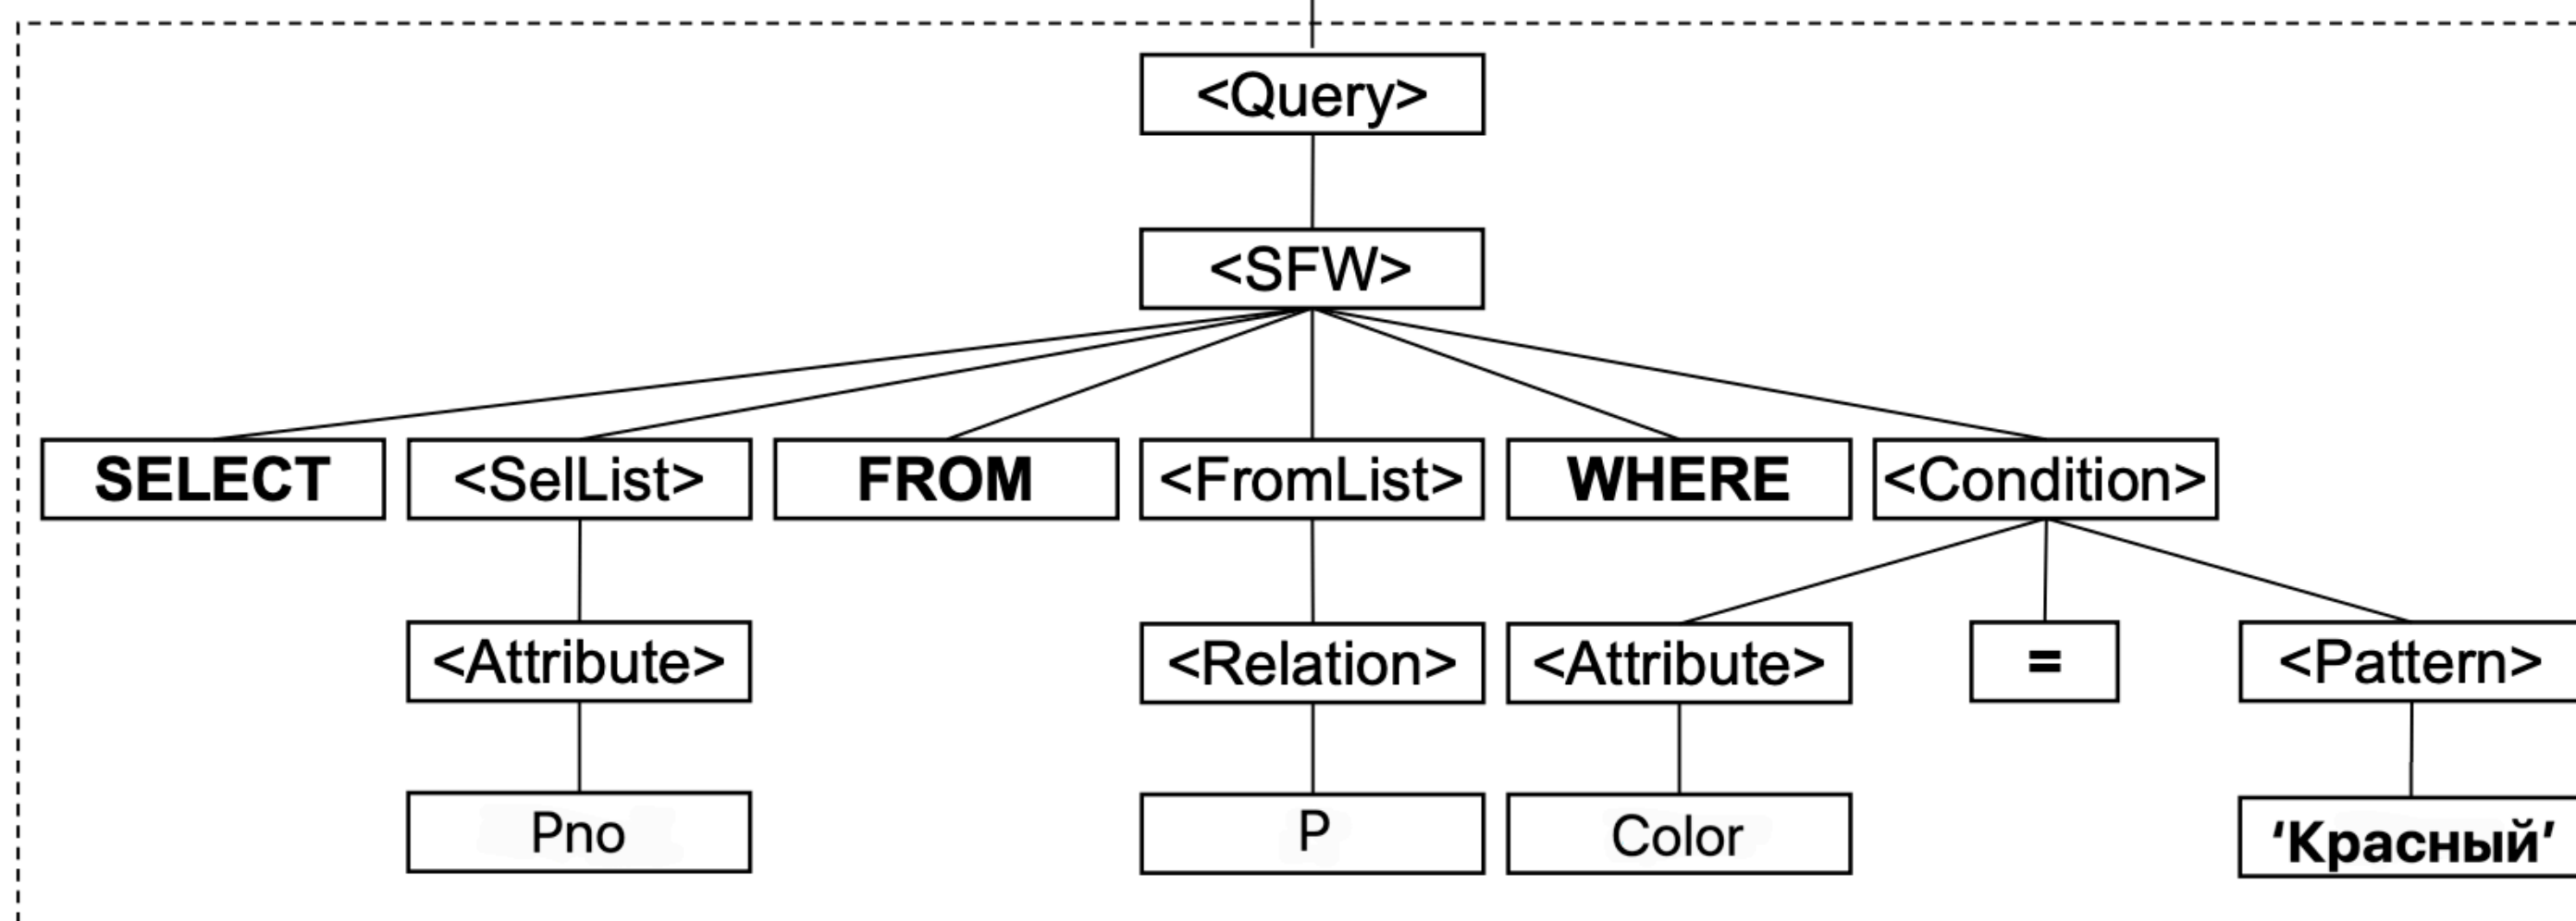 <Query>
<SFW>
SELECT <SelList> FROM <FromList> WHERE <Condition>
<Attribute> <Relation> <Attribute> = <Pattern>
Pno P Color ‘Красный’